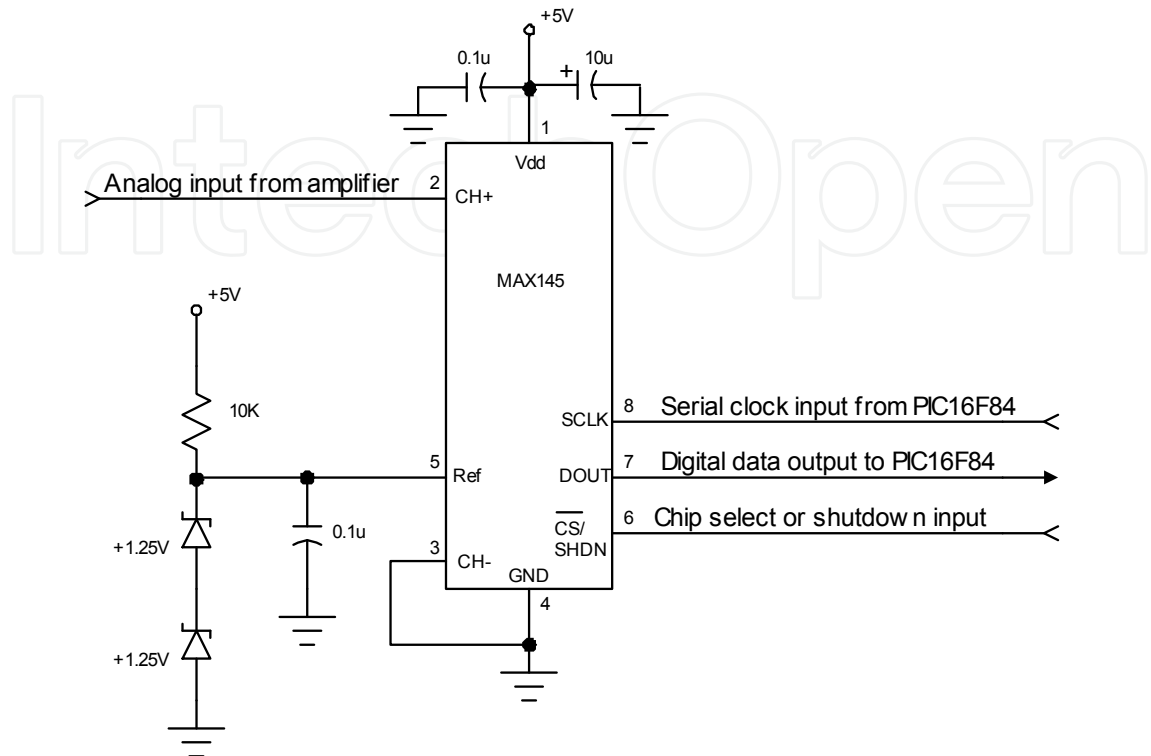 +5V
0.1u
+
10u
1
Vdd
Analog input from amplifier
2
CH+
IntechOpen
MAX145
+5V
10K
SCLK
8
Serial clock input from PIC16F84
5
Ref
DOUT
7
Digital data output to PIC16F84
+1.25V
0.1u
CS/
SHDN
6
Chip select or shutdown input
3
CH-
GND
4
+1.25V